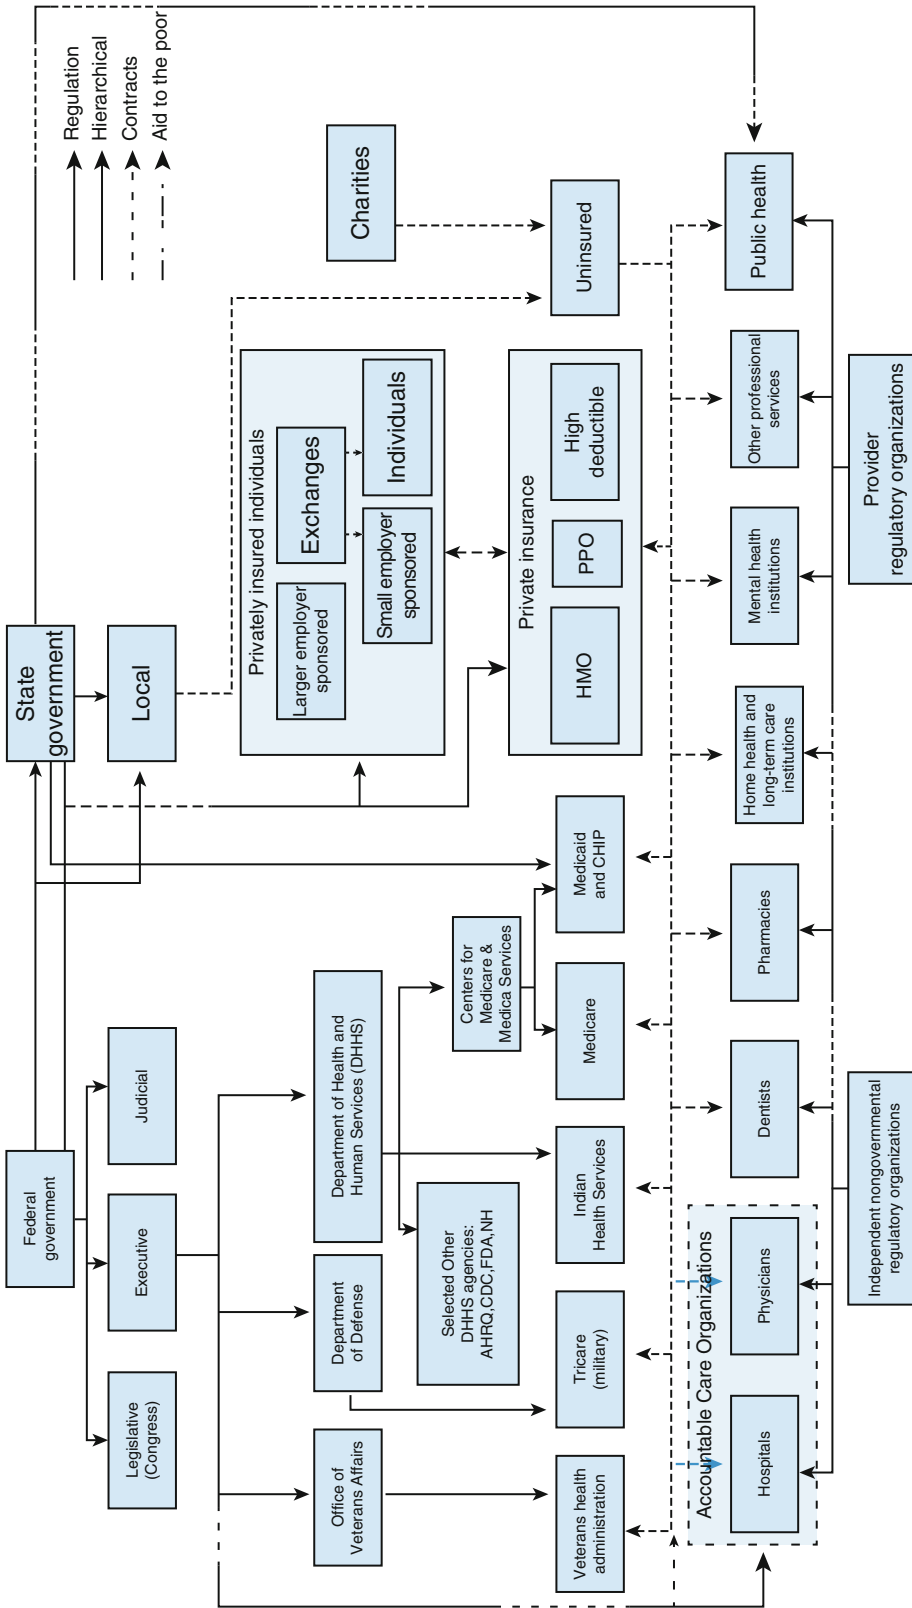 Regulation
Hierarchical
Contracts
Aid to the poor
Federal
government
State
government
Legislative
(Congress)
Executive
Judicial
Local
Charities
Office of
Veterans Affairs
Department
of Defense
Department of Health and
Human Services (DHHS)
Privately insured individuals
Larger employer
sponsored
Exchanges
Small employer
sponsored
Individuals
Selected Other
DHHS agencies:
AHRQ,CDC,FDA,NH
Centers for
Medicare &
Medica Services
Veterans health
administration
Tricare
(military)
Indian
Health Services
Medicare
Medicaid
and CHIP
Private insurance
HMO
PPO
High
deductible
Uninsured
Accountable Care Organizations
Hospitals
Physicians
Dentists
Pharmacies
Home health and
long-term care
institutions
Mental health
institutions
Other professional
services
Public health
Independent nongovernmental
regulatory organizations
Provider
regulatory organizations